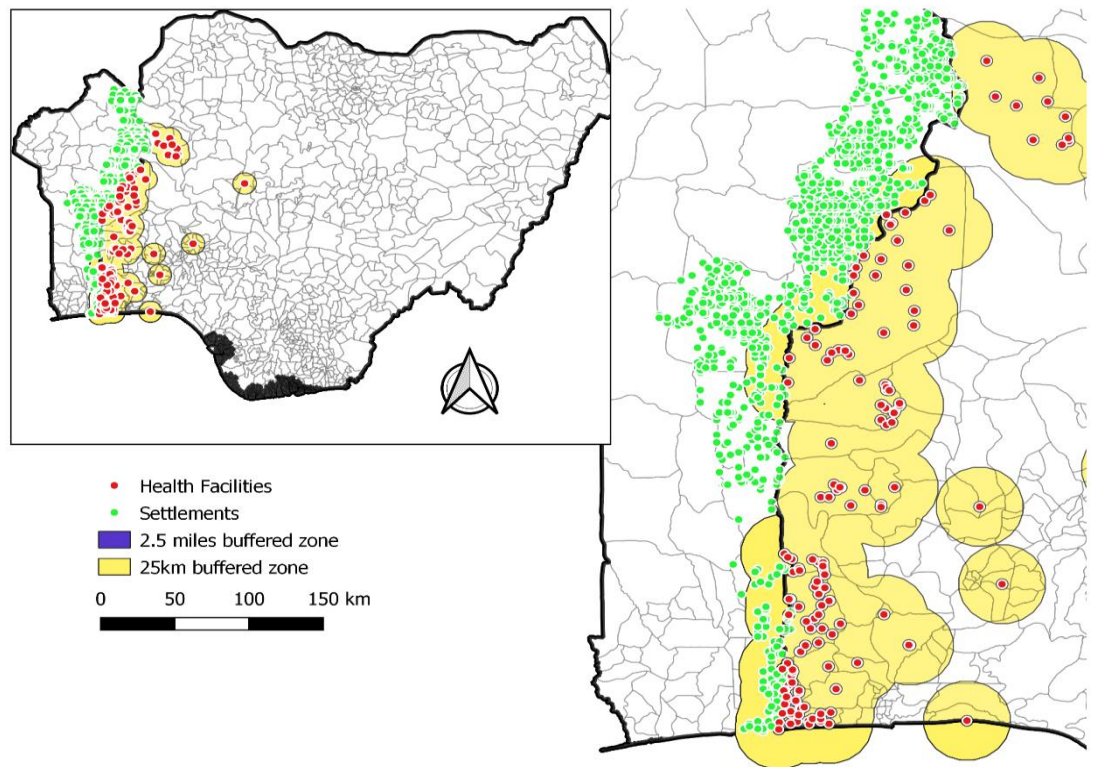 Health Facilities
Settlements
2.5 miles buffered zone
25km buffered zone
0 50 100 150 km